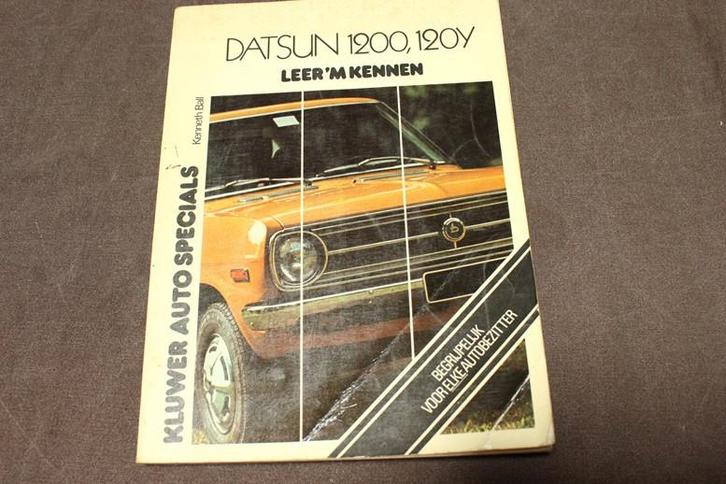 DATSUN 1200, 120Y
LEER 'M KENNEN
Kenneth Ball
KLUWER AUTO SPECIALS
BEGRIJPELIJK
VOOR ELKE AUTOBEZITTER